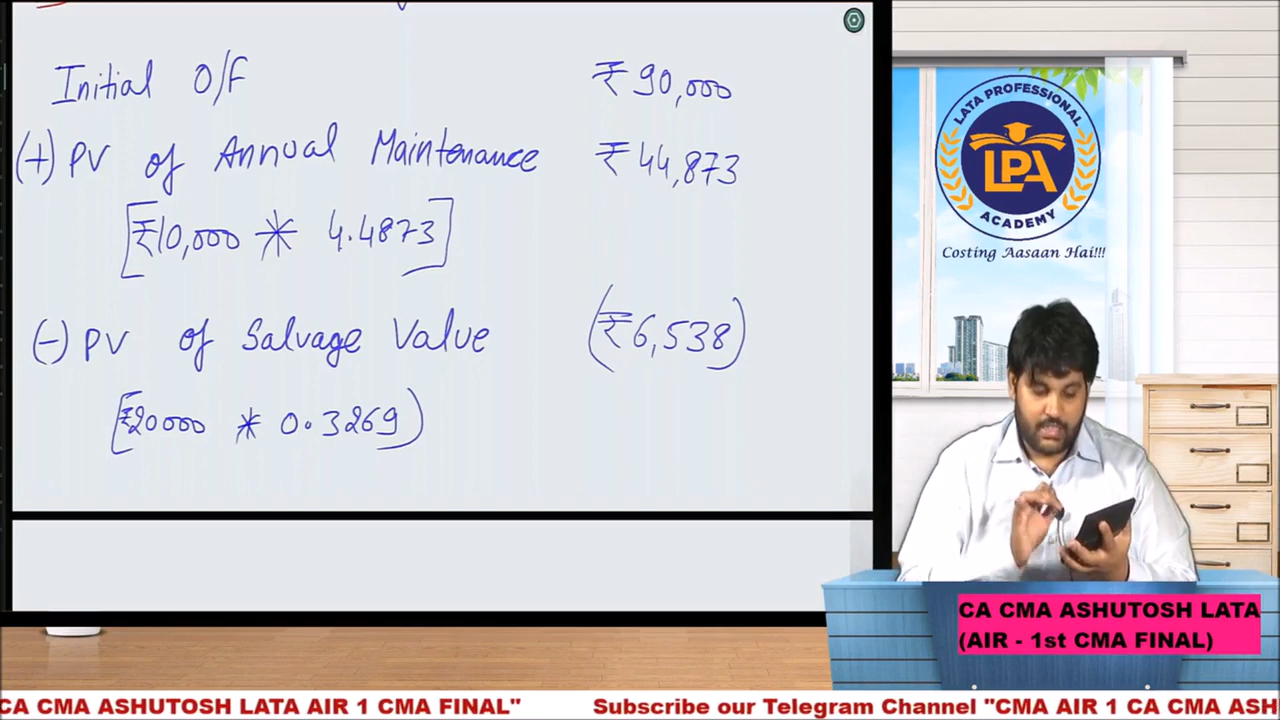 Initial O/F ₹90,000
(+) PV of Annual Maintenance ₹44,873
[₹10,000 * 4.4873]
(-) PV of Salvage Value (₹6,538)
[₹20000 * 0.3269)
LATA PROFESSIONAL
LPA
ACADEMY
Costing Aasaan Hai!!!
CA CMA ASHUTOSH LATA
(AIR - 1st CMA FINAL)
CA CMA ASHUTOSH LATA AIR 1 CMA FINAL" Subscribe our Telegram Channel "CMA AIR 1 CA CMA ASH